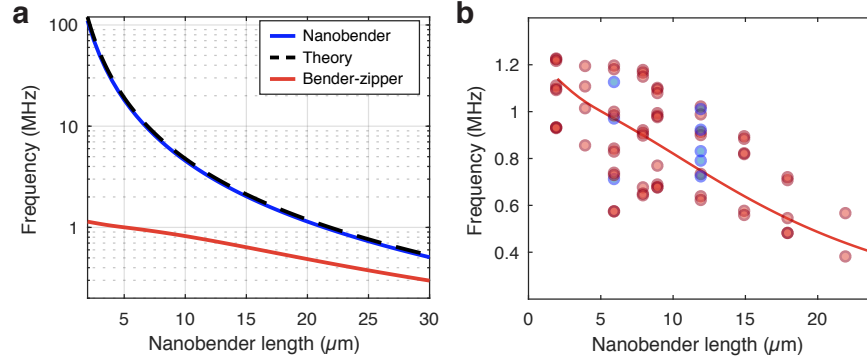 a
Frequency (MHz)
100
10
1
5
10
15
20
25
30
Nanobender length (μm)
Nanobender
Theory
Bender-zipper
b
Frequency (MHz)
1.2
1
0.8
0.6
0.4
0
5
10
15
20
Nanobender length (μm)